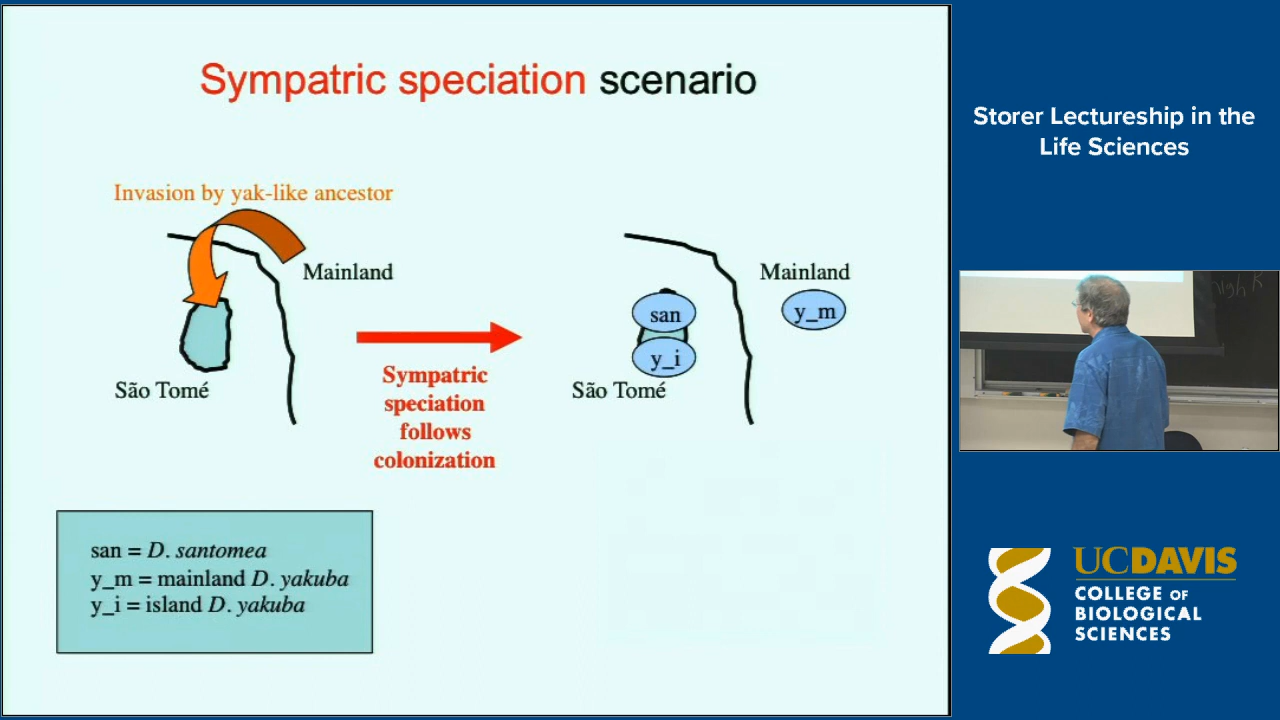 Sympatric speciation scenario
Invasion by yak-like ancestor
Mainland
São Tomé
Sympatric
speciation
follows
colonization
Mainland
san
y_m
y_i
São Tomé
san = D. santomea
y_m = mainland D. yakuba
y_i = island D. yakuba
Storer Lectureship in the
Life Sciences
high R
UCDAVIS
COLLEGE OF
BIOLOGICAL
SCIENCES